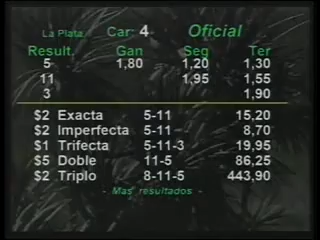 La Plata Car: 4 Oficial
Result. Gan Seg Ter
5 1,80 1,20 1,30
11 1,95 1,55
3 1,90
$2 Exacta 5-11 15,20
$2 Imperfecta 5-11 8,70
$1 Trifecta 5-11-3 19,95
$5 Doble 11-5 86,25
$2 Triplo 8-11-5 443,90
- Mas resultados -